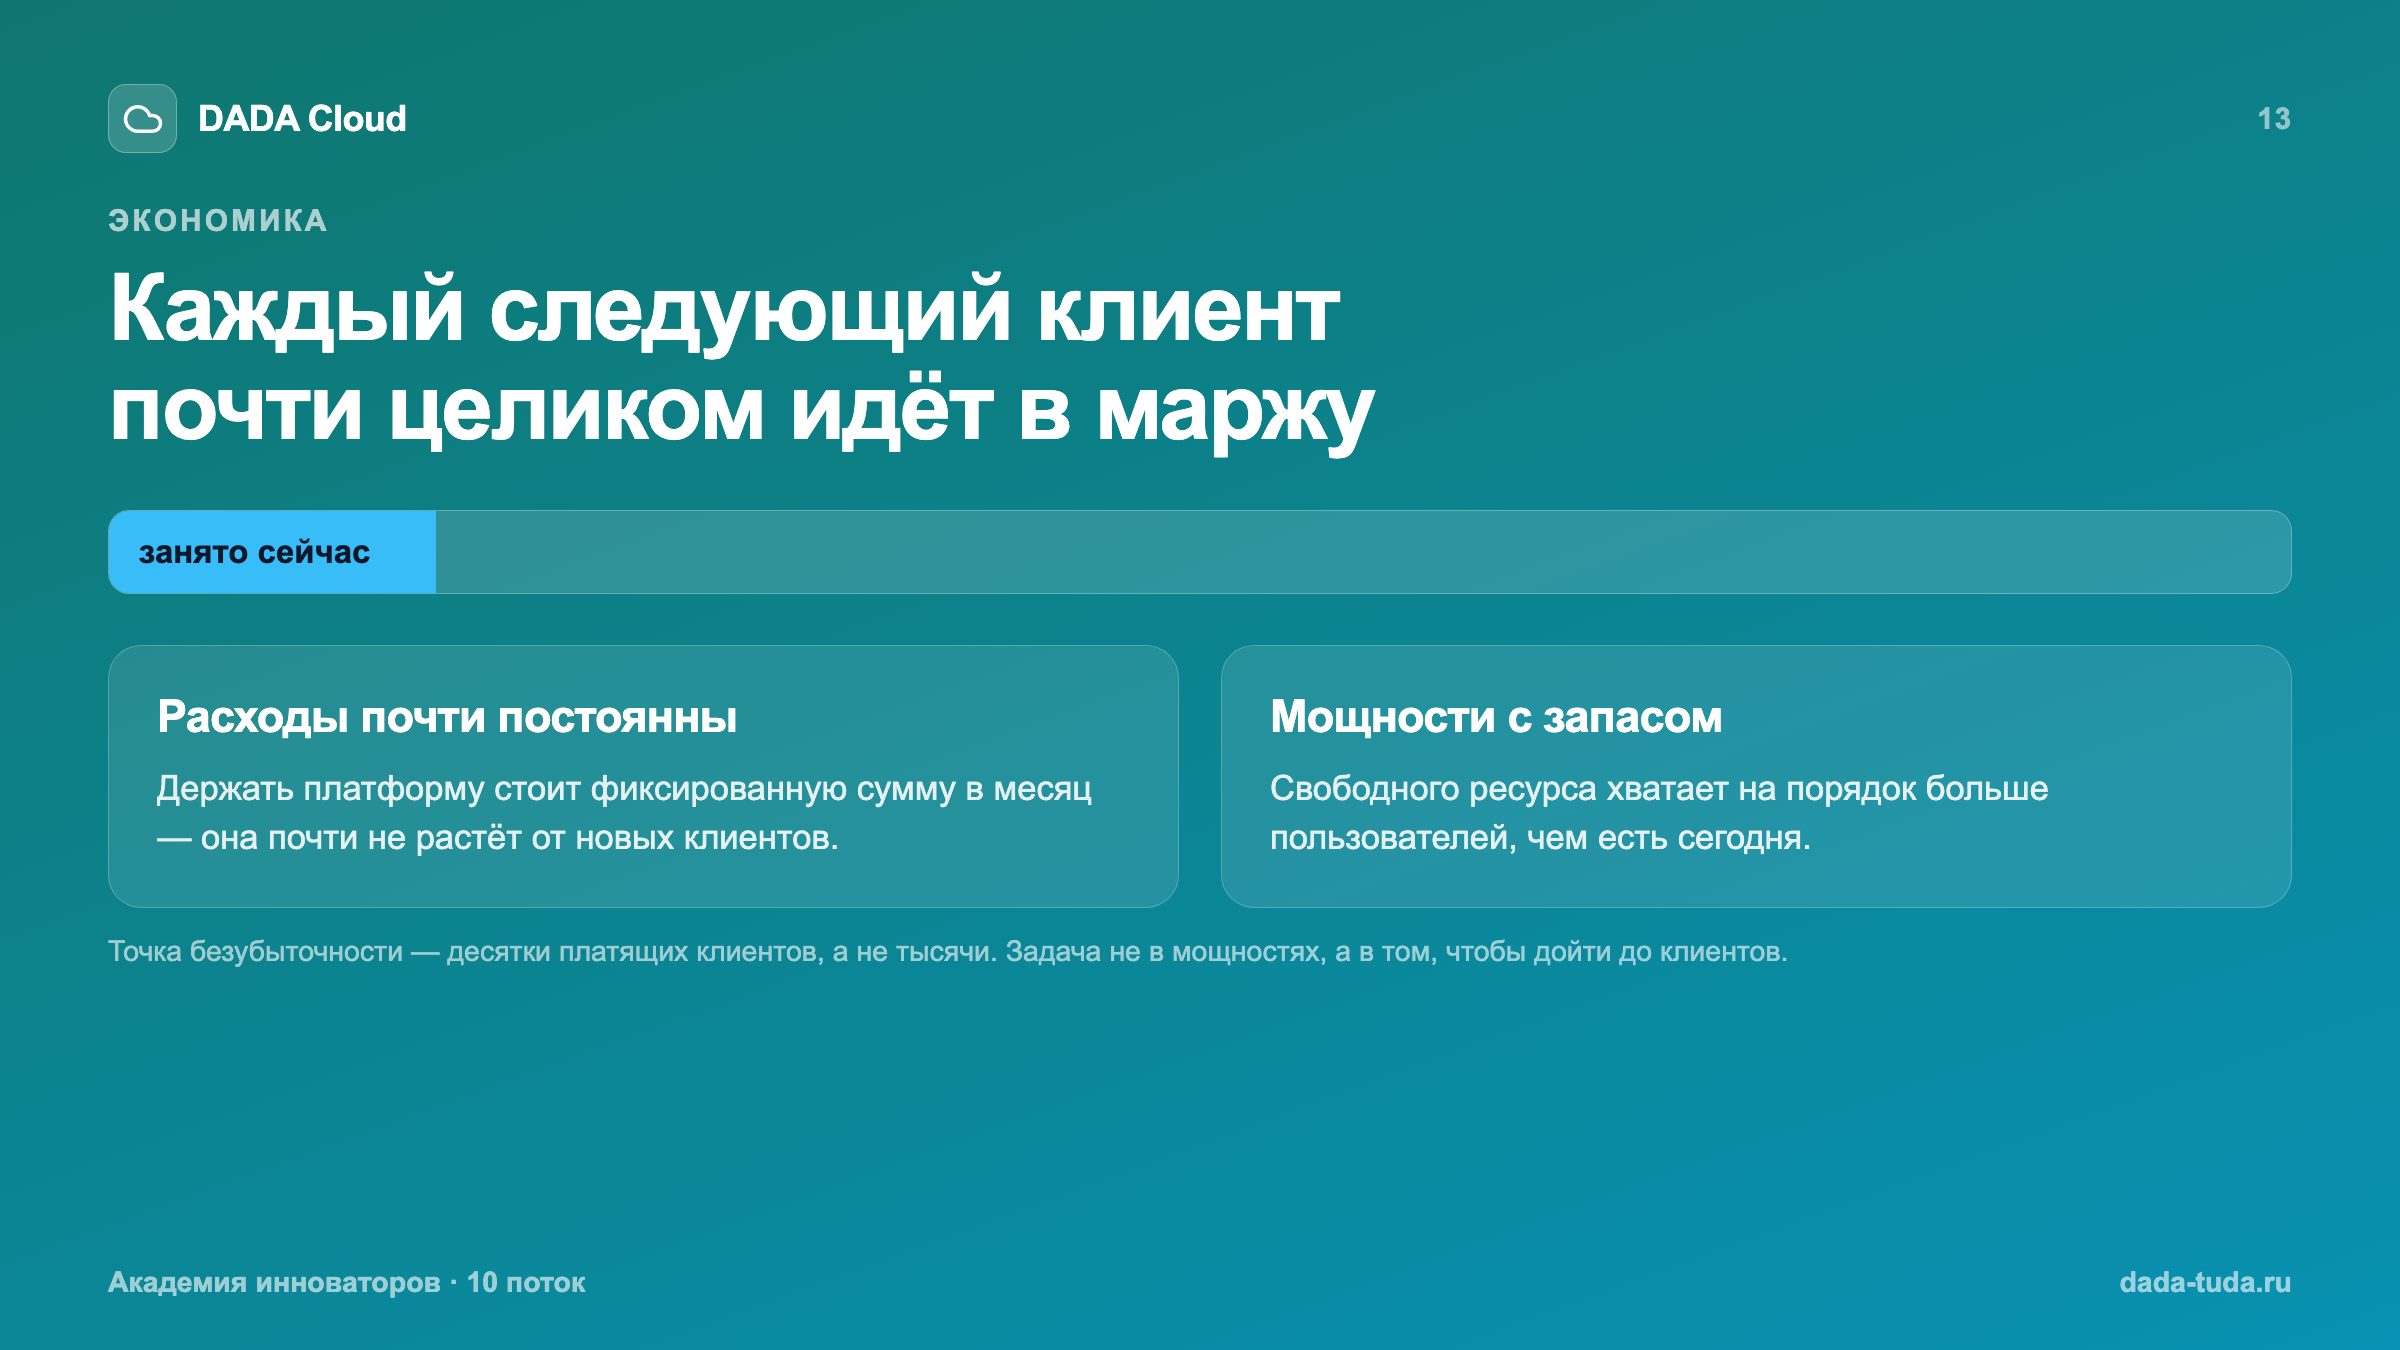 DADA Cloud
13
ЭКОНОМИКА
Каждый следующий клиент
почти целиком идёт в маржу
занято сейчас
Расходы почти постоянны
Держать платформу стоит фиксированную сумму в месяц
— она почти не растёт от новых клиентов.
Мощности с запасом
Свободного ресурса хватает на порядок больше
пользователей, чем есть сегодня.
Точка безубыточности — десятки платящих клиентов, а не тысячи. Задача не в мощностях, а в том, чтобы дойти до клиентов.
Академия инноваторов · 10 поток
dada-tuda.ru